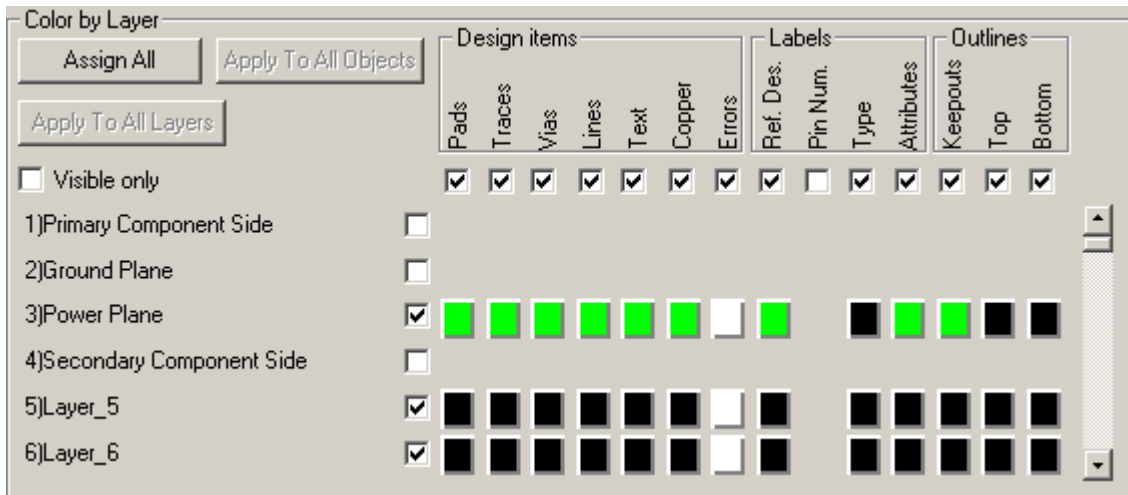 Color by Layer
Assign All
Apply To All Objects
Apply To All Layers
Design items
Labels
Outlines
Pads
Traces
Vias
Lines
Text
Copper
Errors
Ref. Des.
Pin Num.
Type
Attributes
Keepouts
Top
Bottom
Visible only
1)Primary Component Side
2)Ground Plane
3)Power Plane
4)Secondary Component Side
5)Layer_5
6)Layer_6